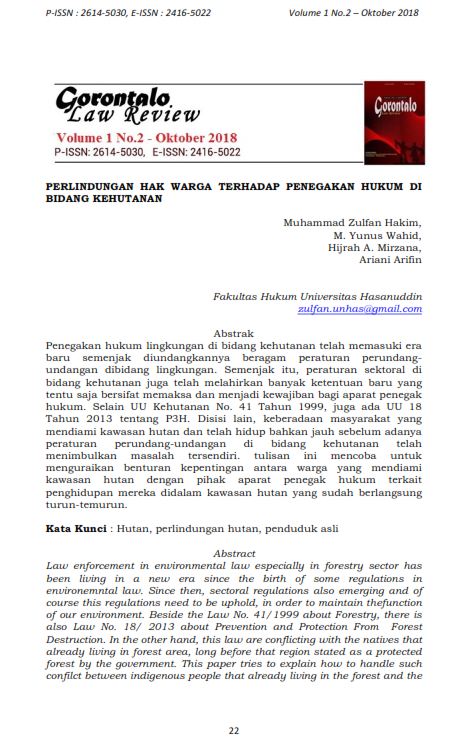 P-ISSN : 2614-5030, E-ISSN : 2416-5022 Volume 1 No.2 – Oktober 2018
Gorontalo
Law Review
Volume 1 No.2 - Oktober 2018
P-ISSN: 2614-5030, E-ISSN: 2416-5022
Gorontalo
PERLINDUNGAN HAK WARGA TERHADAP PENEGAKAN HUKUM DI
BIDANG KEHUTANAN
Muhammad Zulfan Hakim,
M. Yunus Wahid,
Hijrah A. Mirzana,
Ariani Arifin
Fakultas Hukum Universitas Hasanuddin
zulfan.unhas@gmail.com
Abstrak
Penegakan hukum lingkungan di bidang kehutanan telah memasuki era
baru semenjak diundangkannya beragam peraturan perundang-
undangan dibidang lingkungan. Semenjak itu, peraturan sektoral di
bidang kehutanan juga telah melahirkan banyak ketentuan baru yang
tentu saja bersifat memaksa dan menjadi kewajiban bagi aparat penegak
hukum. Selain UU Kehutanan No. 41 Tahun 1999, juga ada UU 18
Tahun 2013 tentang P3H. Disisi lain, keberadaan masyarakat yang
mendiami kawasan hutan dan telah hidup bahkan jauh sebelum adanya
peraturan perundang-undangan di bidang kehutanan telah
menimbulkan masalah tersendiri. tulisan ini mencoba untuk
menguraikan benturan kepentingan antara warga yang mendiami
kawasan hutan dengan pihak aparat penegak hukum terkait
penghidupan mereka didalam kawasan hutan yang sudah berlangsung
turun-temurun.
Kata Kunci : Hutan, perlindungan hutan, penduduk asli
Abstract
Law enforcement in environmental law especially in forestry sector has
been living in a new era since the birth of some regulations in
environemntal law. Since then, sectoral regulations also emerging and of
course this regulations need to be uphold, in order to maintain thefunction
of our environment. Beside the Law No. 41/1999 about Forestry, there is
also Law No. 18/ 2013 about Prevention and Protection From Forest
Destruction. In the other hand, this law are conflicting with the natives that
already living in forest area, long before that region stated as a protected
forest by the government. This paper tries to explain how to handle such
confilct between indigenous people that already living in the forest and the
22